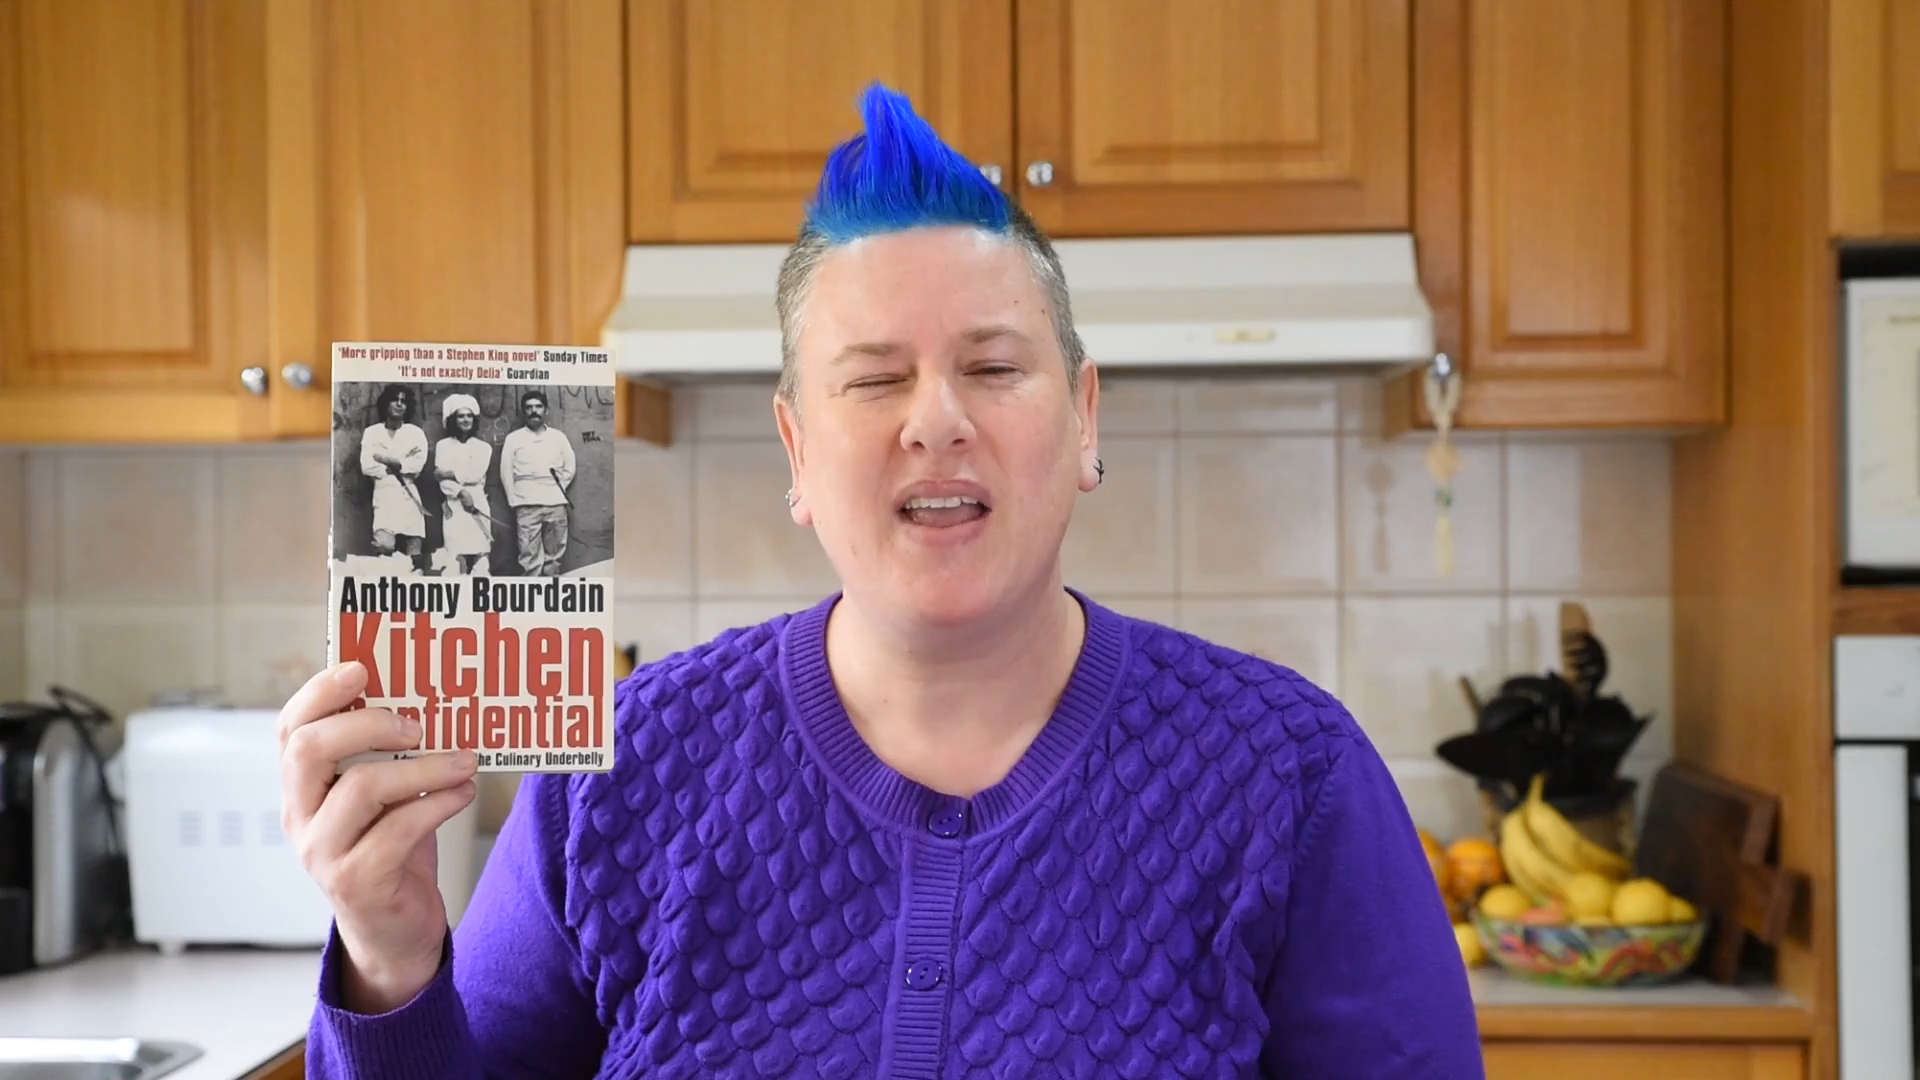 'More gripping than a Stephen King novel' Sunday Times
'It's not exactly Delia' Guardian
Anthony Bourdain
Kitchen
Confidential
the Culinary Underbelly